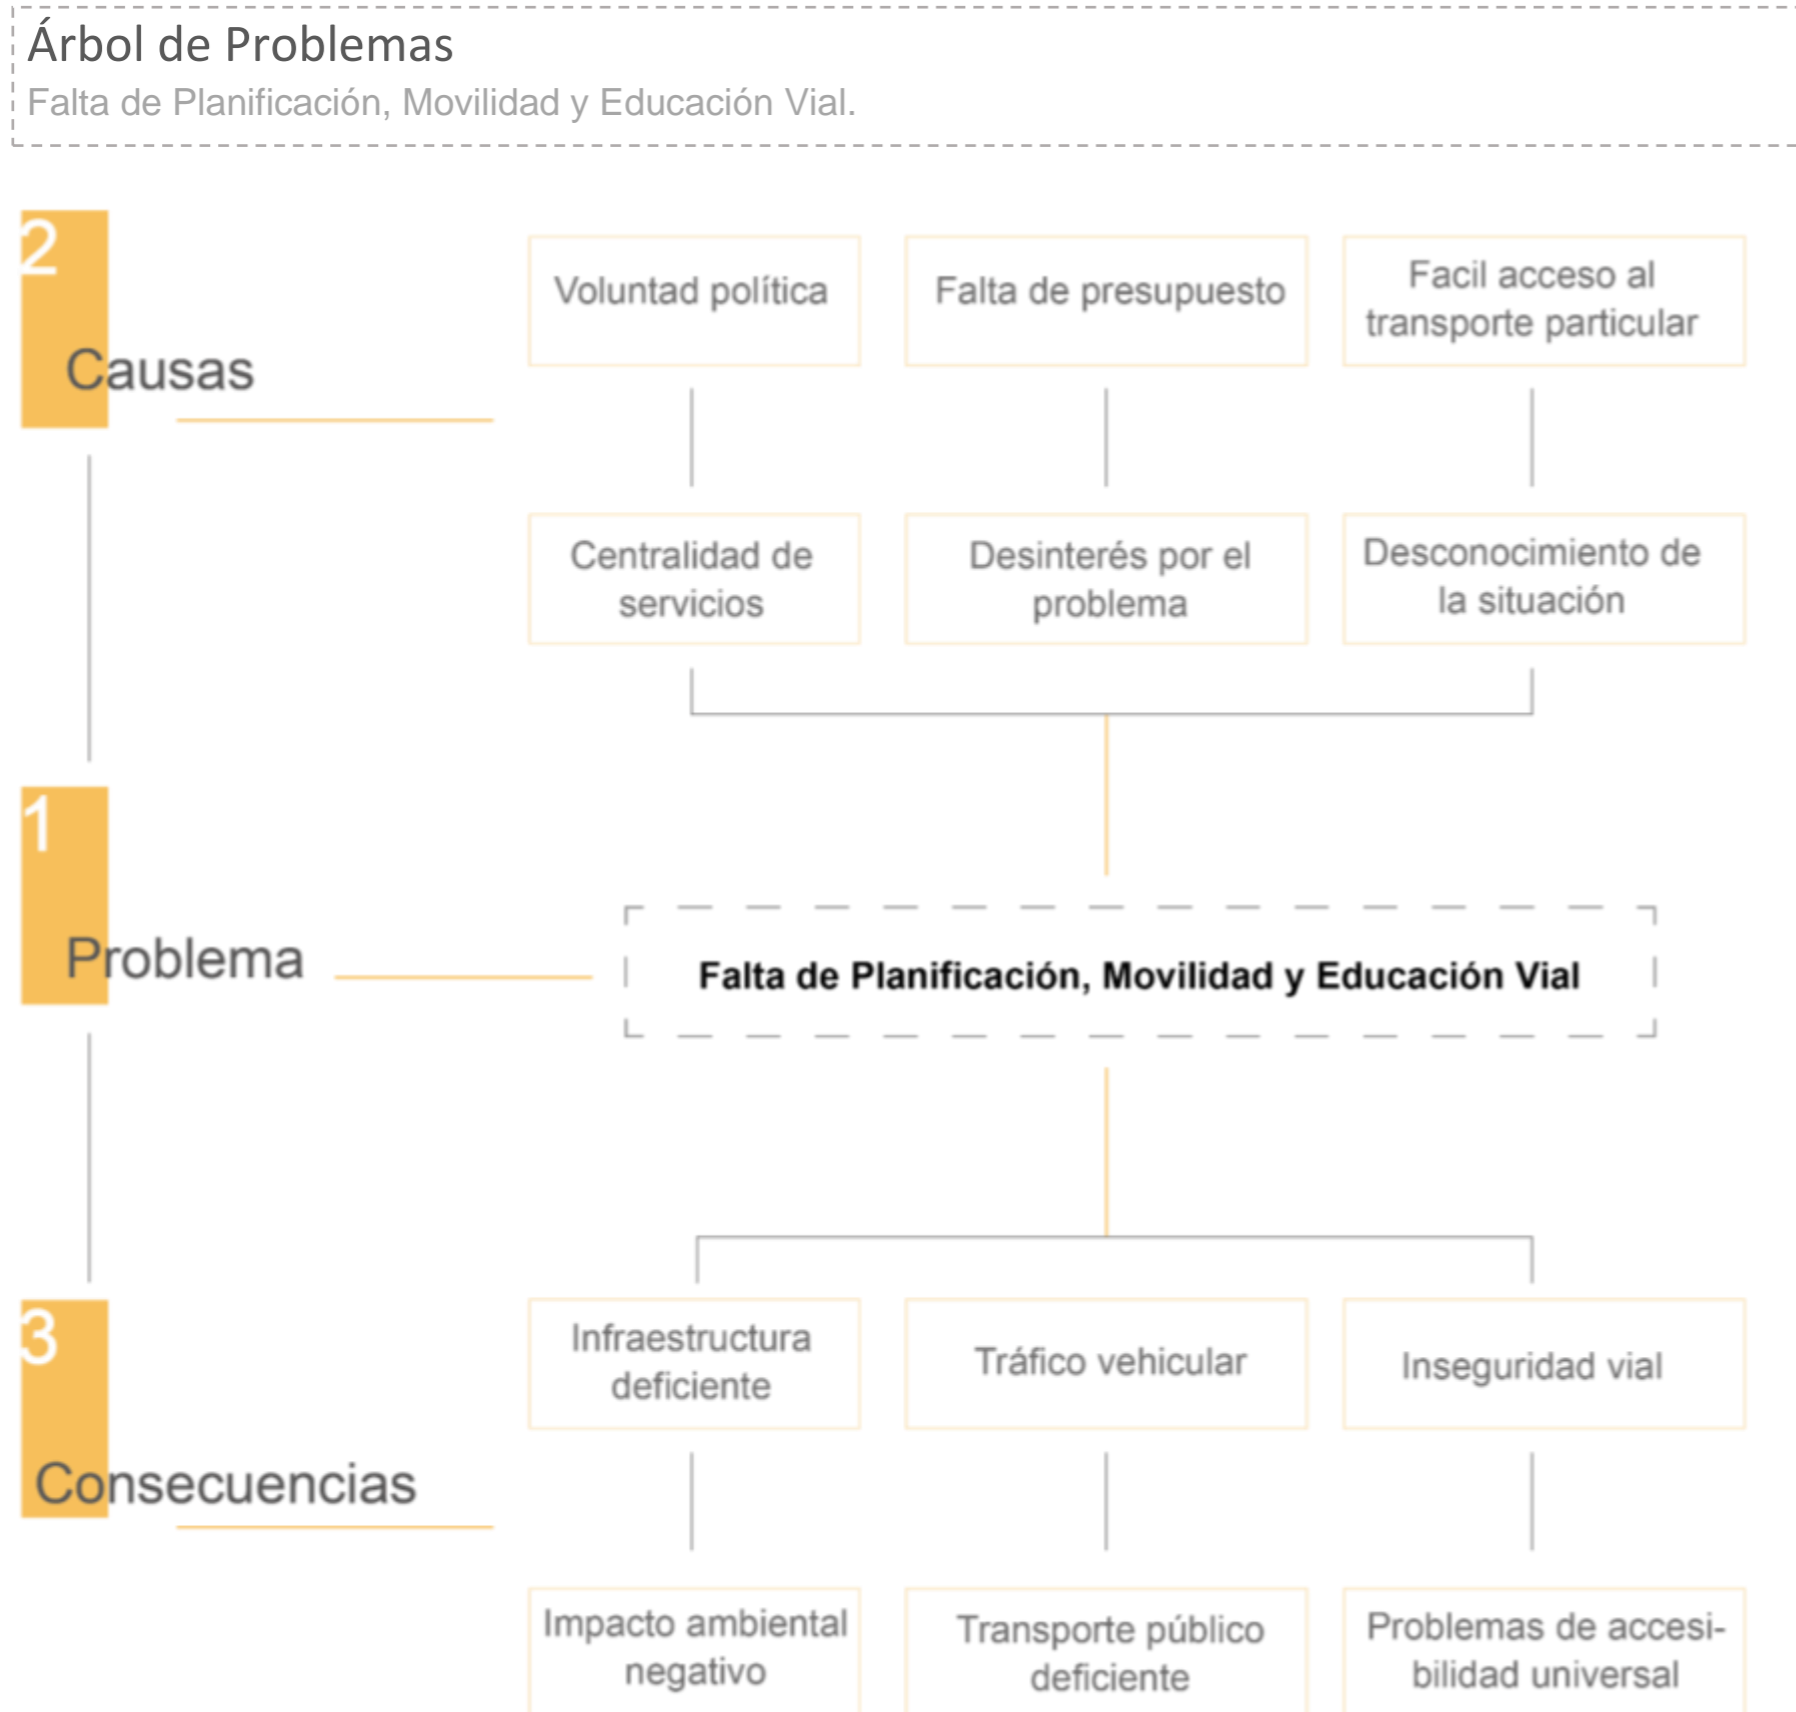 Árbol de Problemas
Falta de Planificación, Movilidad y Educación Vial.
2
Causas
Voluntad política
Falta de presupuesto
Facil acceso al
transporte particular
Centralidad de
servicios
Desinterés por el
problema
Desconocimiento de
la situación
1
Problema
Falta de Planificación, Movilidad y Educación Vial
3
Consecuencias
Infraestructura
deficiente
Tráfico vehicular
Inseguridad vial
Impacto ambiental
negativo
Transporte público
deficiente
Problemas de accesi-
bilidad universal